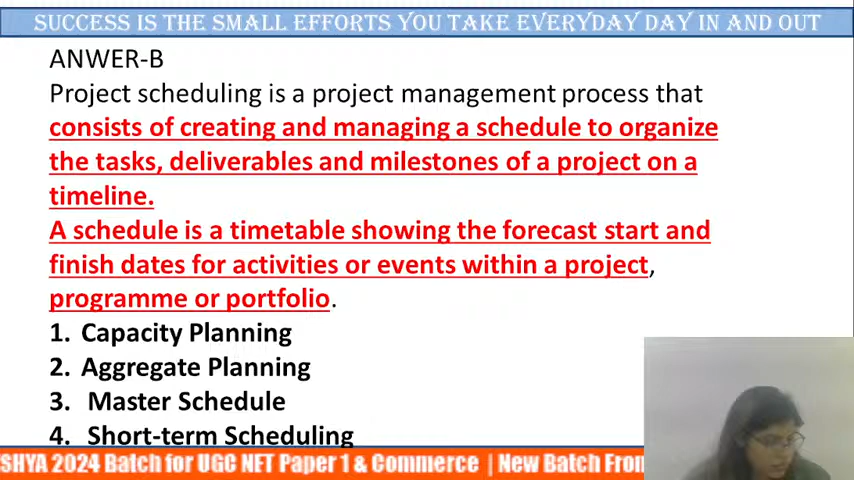 SUCCESS IS THE SMALL EFFORTS YOU TAKE EVERYDAY DAY IN AND OUT
ANWER-B
Project scheduling is a project management process that
consists of creating and managing a schedule to organize
the tasks, deliverables and milestones of a project on a
timeline.
A schedule is a timetable showing the forecast start and
finish dates for activities or events within a project,
programme or portfolio.
1. Capacity Planning
2. Aggregate Planning
3. Master Schedule
4. Short-term Scheduling
SHYA 2024 Batch for UGC NET Paper 1 & Commerce | New Batch From